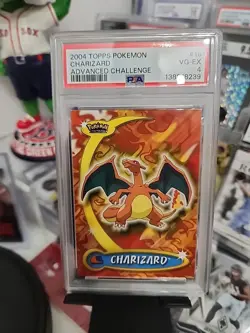 2004 TOPPS POKEMON
CHARIZARD
VG-EX
ADVANCED CHALLENGE
PSA
4
POKéMON
CHARIZARD